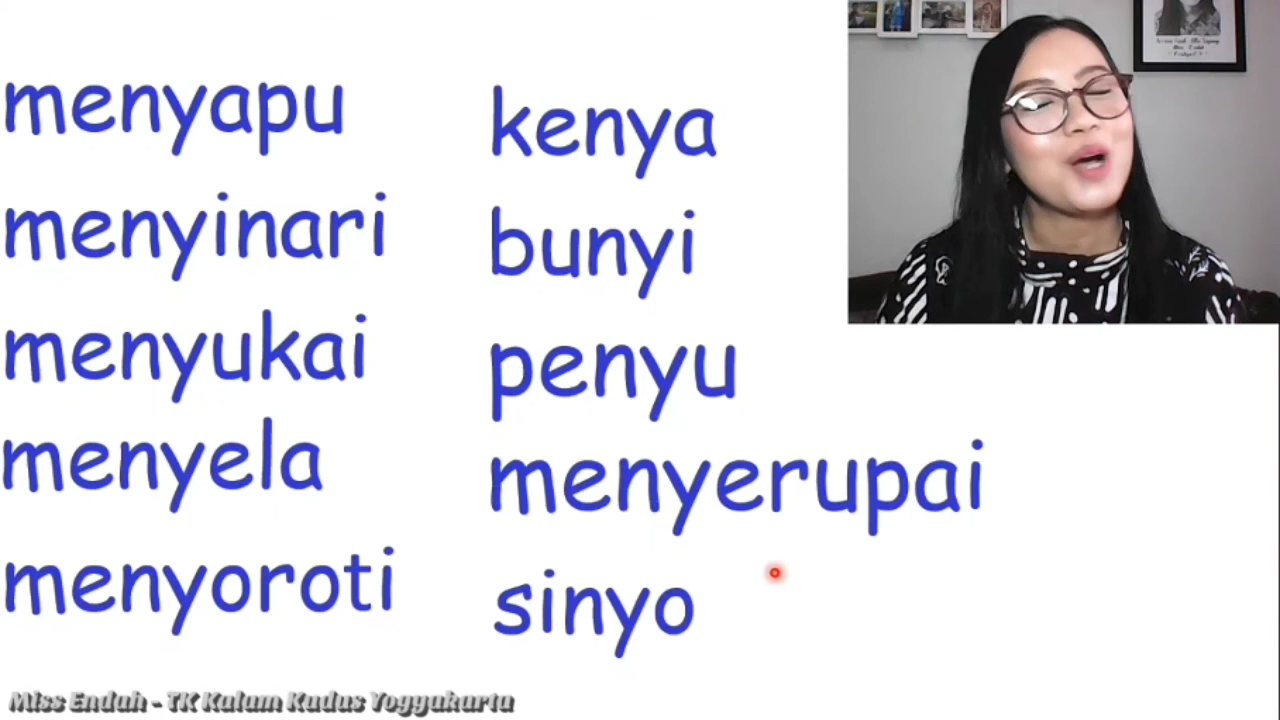 menyapu
menyinari
menyukai
menyela
menyoroti
kenya
bunyi
penyu
menyerupai
sinyo
Miss Endah - TK Kalam Kudus Yogyakarta